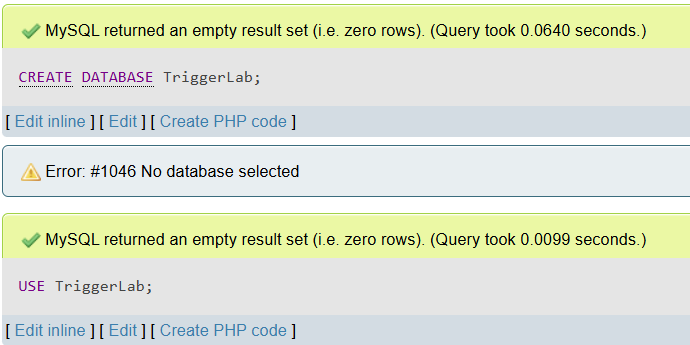 MySQL returned an empty result set (i.e. zero rows). (Query took 0.0640 seconds.)
CREATE DATABASE TriggerLab;
[ Edit inline ] [ Edit ] [ Create PHP code ]
Error: #1046 No database selected
MySQL returned an empty result set (i.e. zero rows). (Query took 0.0099 seconds.)
USE TriggerLab;
[ Edit inline ] [ Edit ] [ Create PHP code ]